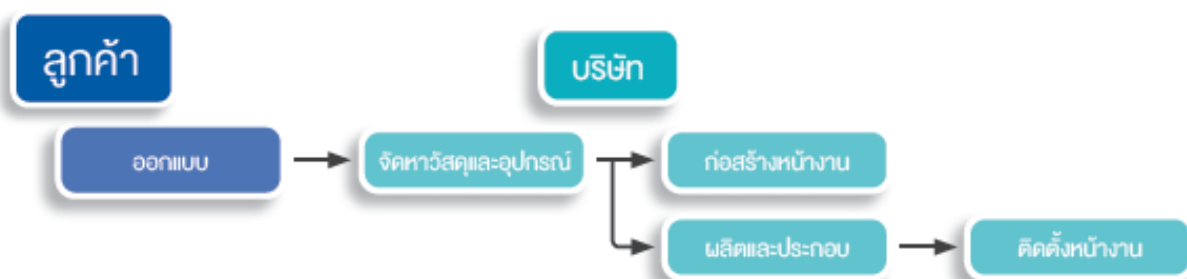 ลูกค้า
บริษัท
ออกแบบ
จัดหาวัสดุและอุปกรณ์
ก่อสร้างหน้างาน
ผลิตและประกอบ
ติดตั้งหน้างาน